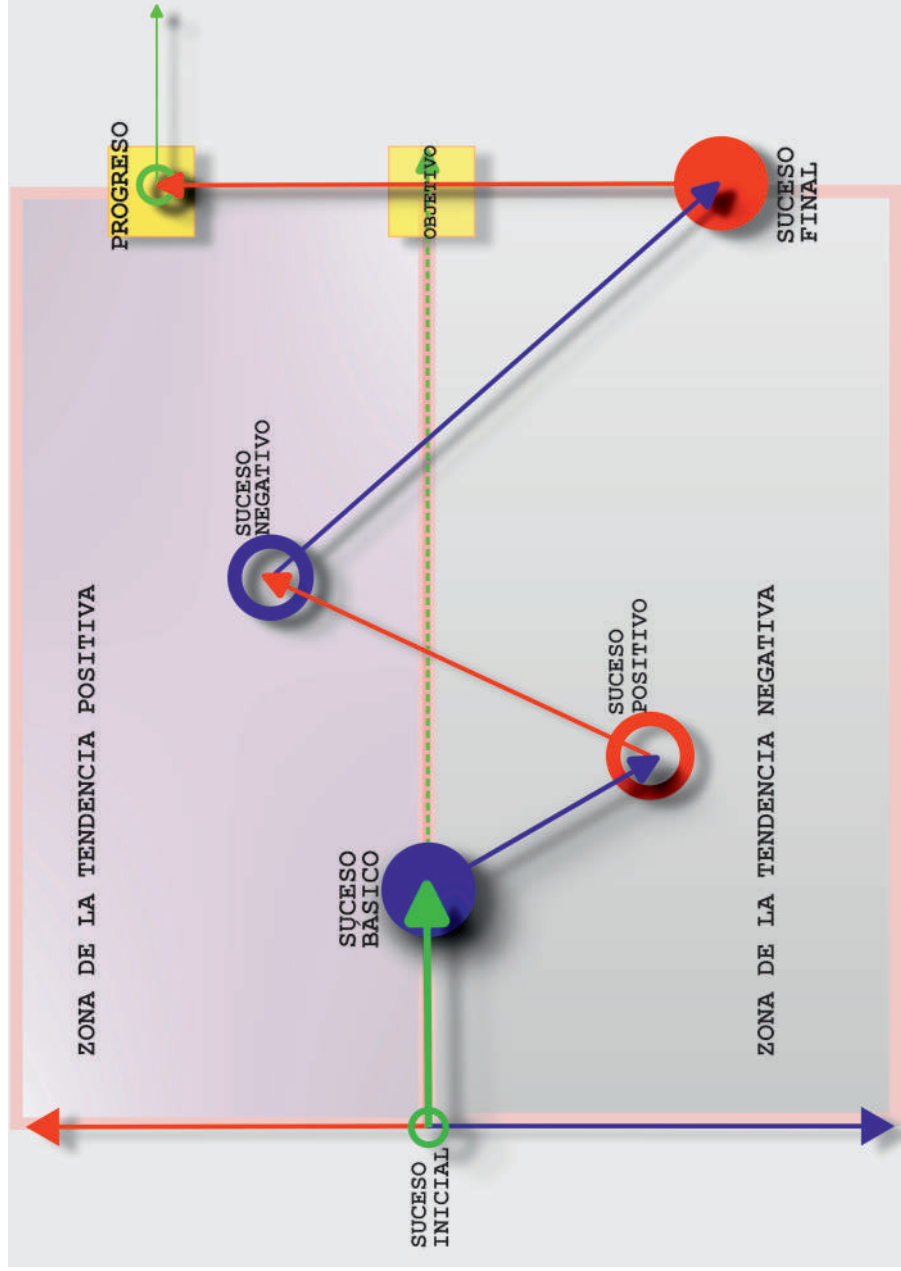 ZONA DE LA TENDENCIA POSITIVA
PROGRESO
SUCESO
NEGATIVO
SUCESO
BÁSICO
SUCESO
INICIAL
OBJETIVO
SUCESO
POSITIVO
ZONA DE LA TENDENCIA NEGATIVA
SUCESO
FINAL